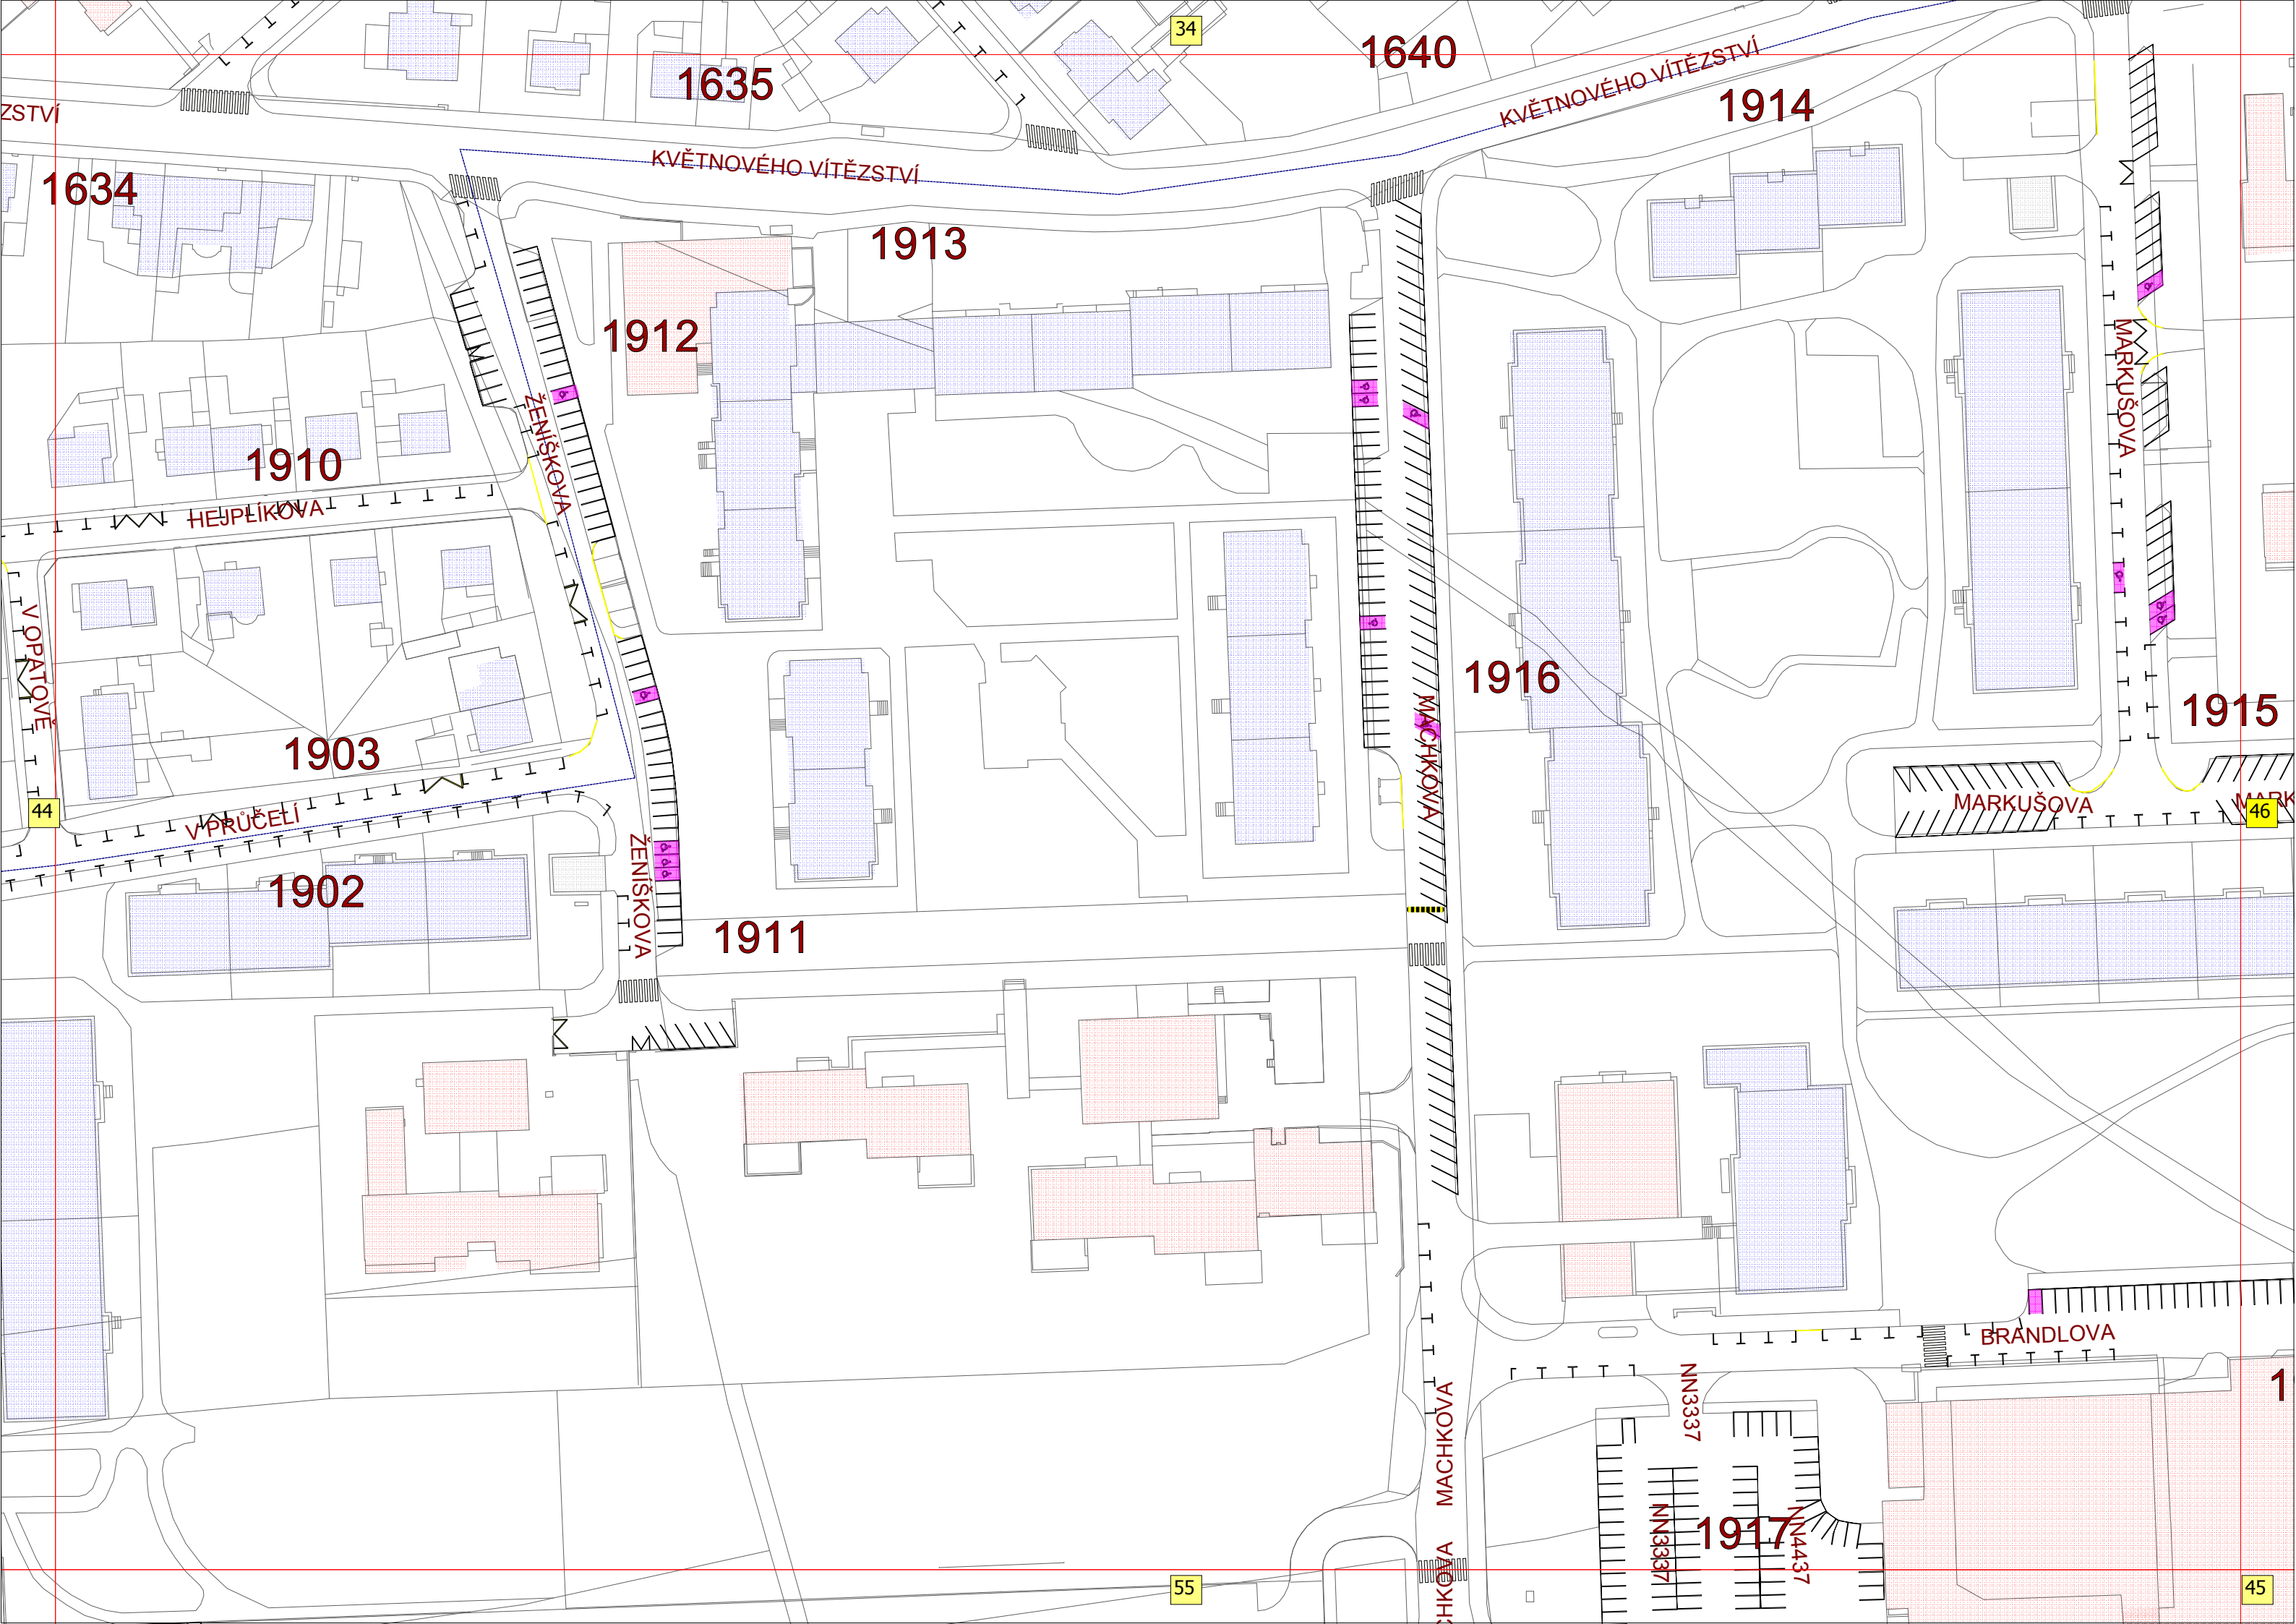 34
1640
1635
KVĚTNOVÉHO VÍTĚZSTVÍ
1914
ZSTVÍ
KVĚTNOVÉHO VÍTĚZSTVÍ
1634
1913
1912
MARKUŠOVA
ŽENÍŠKOVA
1910
HEJPLÍKOVA
V OPATOVĚ
1916
MACHKOVA
1915
1903
44
V PRŮČELÍ
MARKUŠOVA
MARK
46
1902
ŽENÍŠKOVA
1911
BRANDLOVA
NN3337
MACHKOVA
1
NN3337
1917
NN4437
CHKOVA
55
45